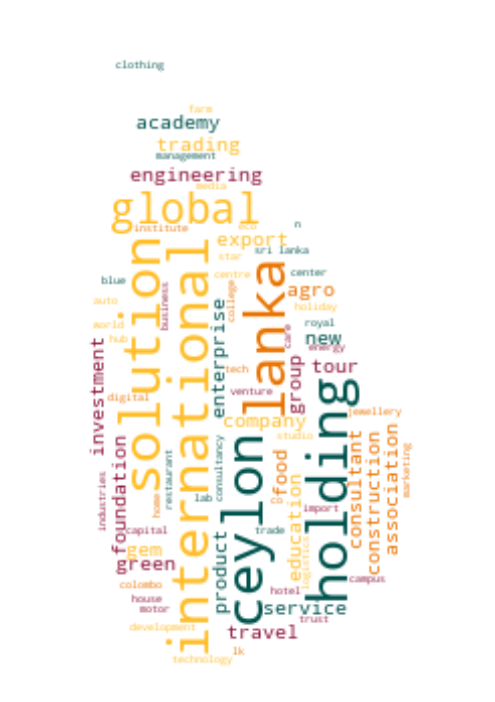 clothing
farm
academy
trading
management
engineering
media
global
institute
eco
n
export
sri lanka
star
solution
international
lanka
centre
center
blue
business
college
agro
auto
holiday
enterprise
world
royal
hub
care
new
energy
investment
group
tour
tech
holding
venture
digital
jewellery
company
studio
foundation
restaurant
consultancy
ceylon
food
consultant
construction
association
marketing
industries
home
lab
co
education
import
capital
trade
gem
product
logistics
green
campus
colombo
hotel
house
motor
service
trust
development
travel
lk
technology